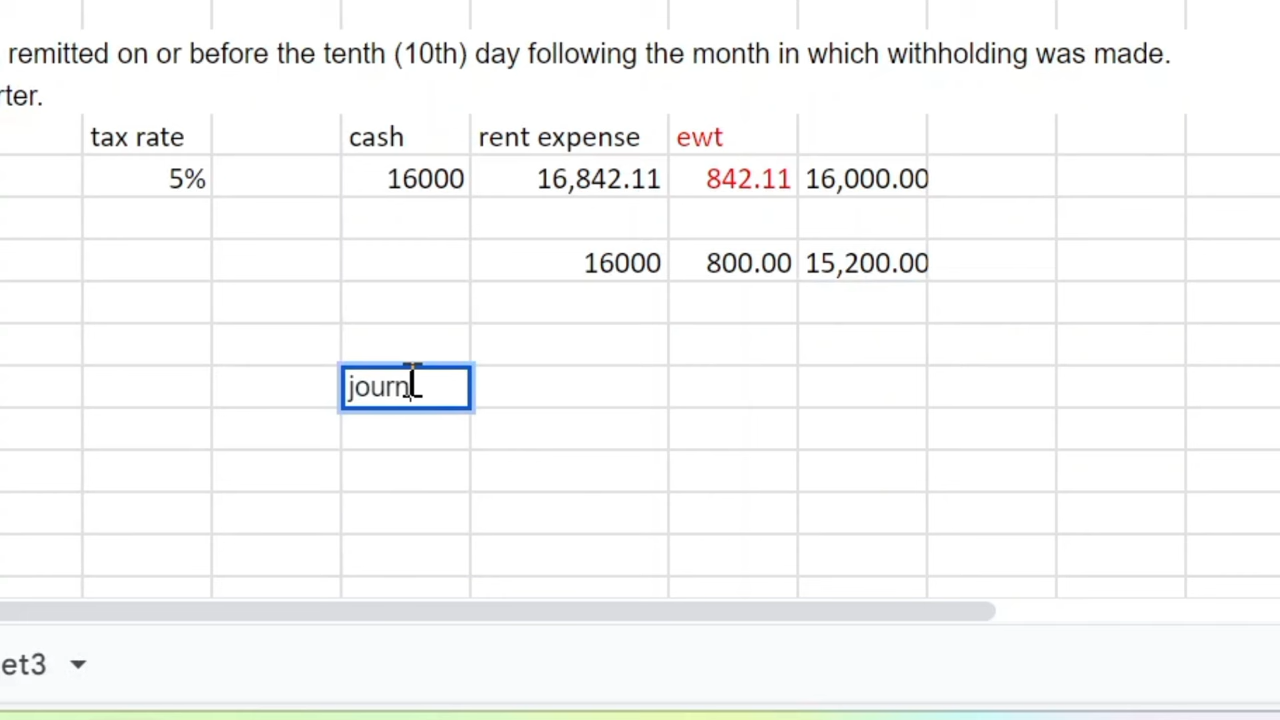 remitted on or before the tenth (10th) day following the month in which withholding was made.
rter.
tax rate cash rent expense ewt
5% 16000 16,842.11 842.11 16,000.00
16000 800.00 15,200.00
journ
et3